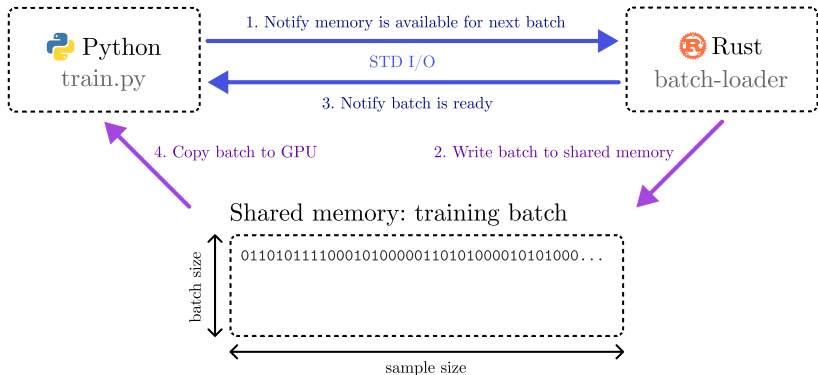 1. Notify memory is available for next batch
Python
train.py
STD I/O
Rust
batch-loader
3. Notify batch is ready
4. Copy batch to GPU
2. Write batch to shared memory
Shared memory: training batch
011010111100010100000110101000010101000...
batch size
sample size